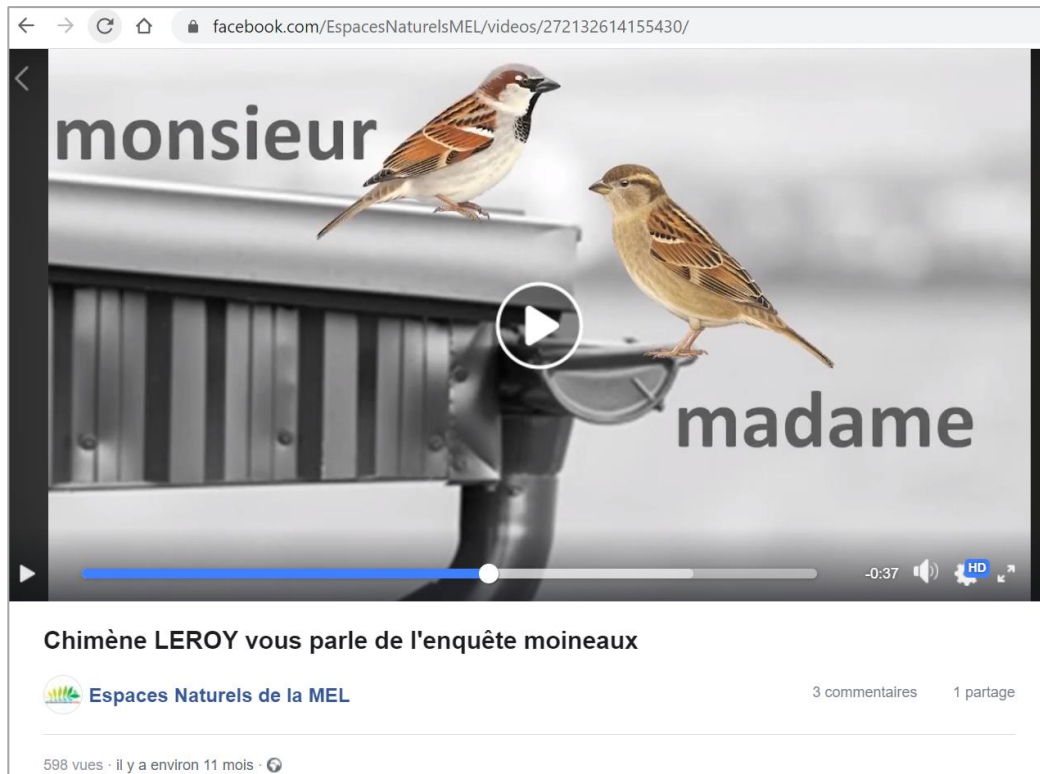 facebook.com/EspacesNaturelsMEL/videos/272132614155430/
monsieur
madame
-0:37 HD
Chimène LEROY vous parle de l'enquête moineaux
Espaces Naturels de la MEL
3 commentaires 1 partage
598 vues · il y a environ 11 mois ·